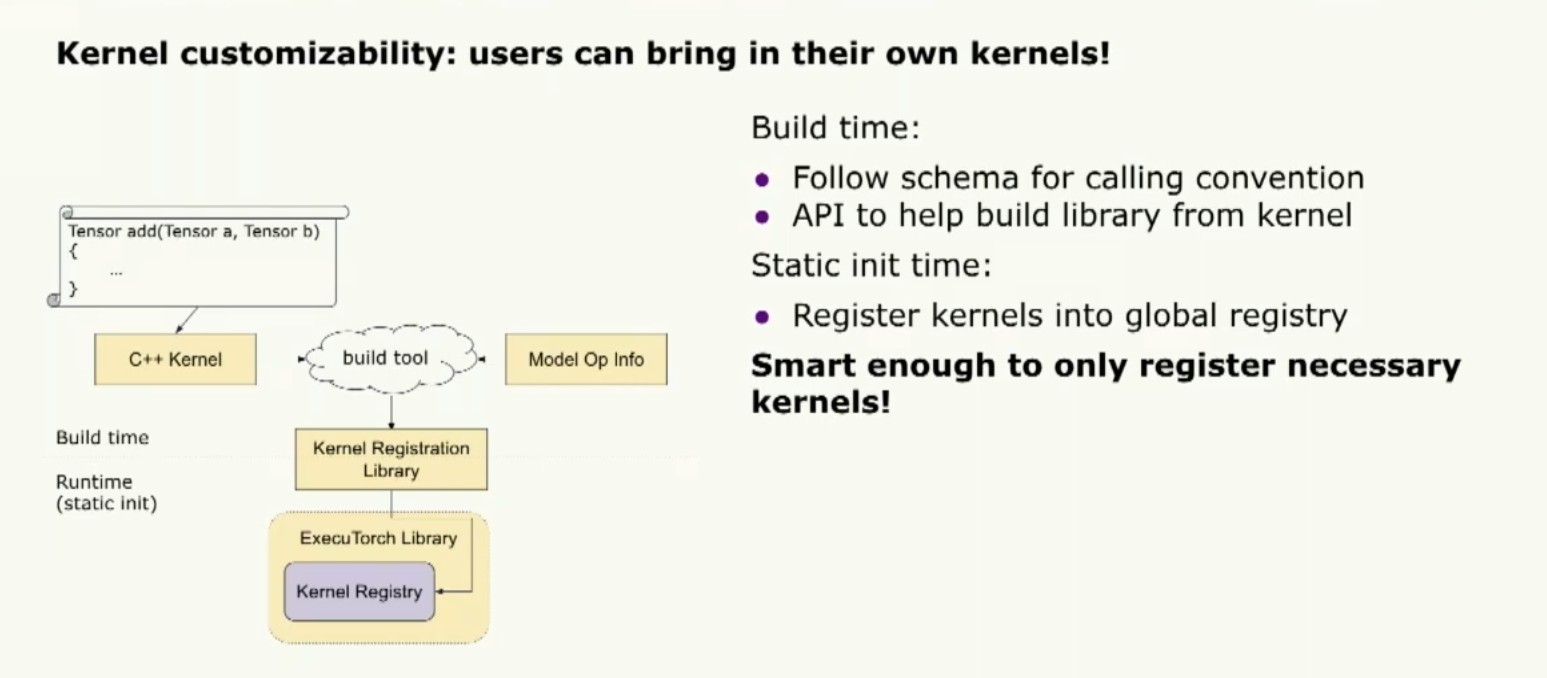 Kernel customizability: users can bring in their own kernels!
Tensor add(Tensor a, Tensor b)
{
...
}
C++ Kernel
build tool
Model Op Info
Build time
Kernel Registration
Library
Runtime
(static init)
ExecuTorch Library
Kernel Registry
Build time:
• Follow schema for calling convention
• API to help build library from kernel
Static init time:
• Register kernels into global registry
Smart enough to only register necessary
kernels!